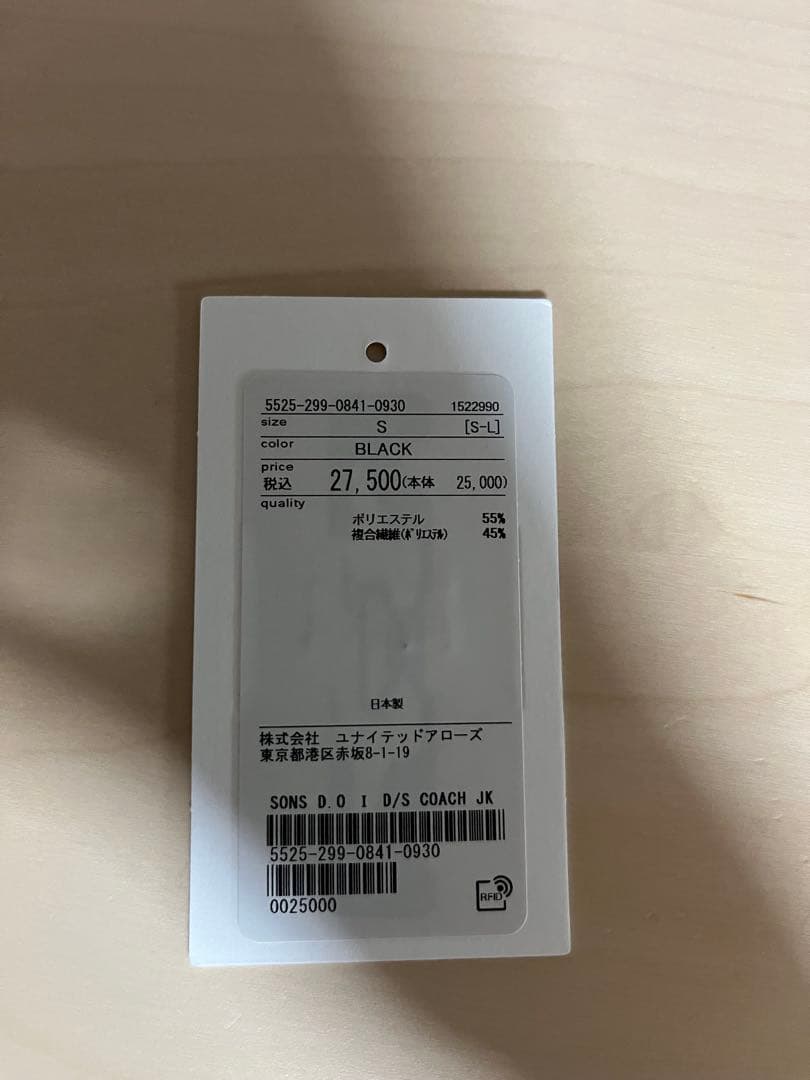 5525-299-0841-0930 1522990
size S [S-L]
color BLACK
price
税込 27,500(本体 25,000)
quality
ポリエステル 55%
複合繊維(ﾎﾟﾘｴｽﾃﾙ) 45%
日本製
株式会社 ユナイテッドアローズ
東京都港区赤坂8-1-19
SONS D.O I D/S COACH JK
5525-299-0841-0930
0025000
RFID